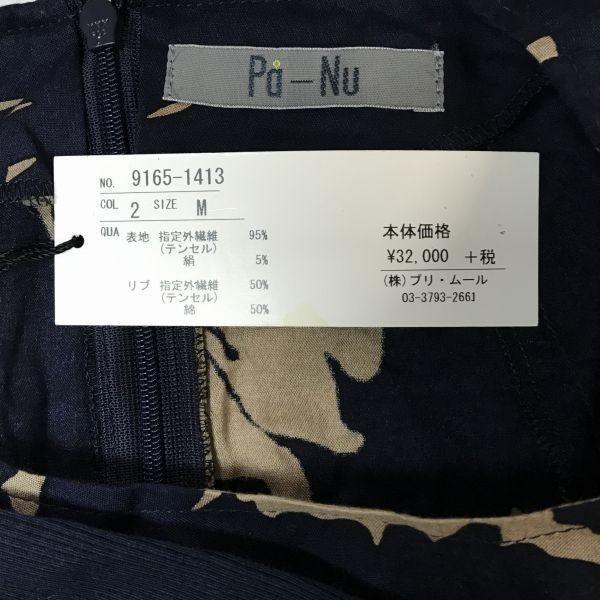 Pa-Nu
NO. 9165-1413
COL 2 SIZE M
QUA 表地 指定外繊維 95%
(テンセル)
絹 5%
リブ 指定外繊維 50%
(テンセル)
綿 50%
本体価格
¥32,000 +税
(株)プリ・ムール
03-3793-2661